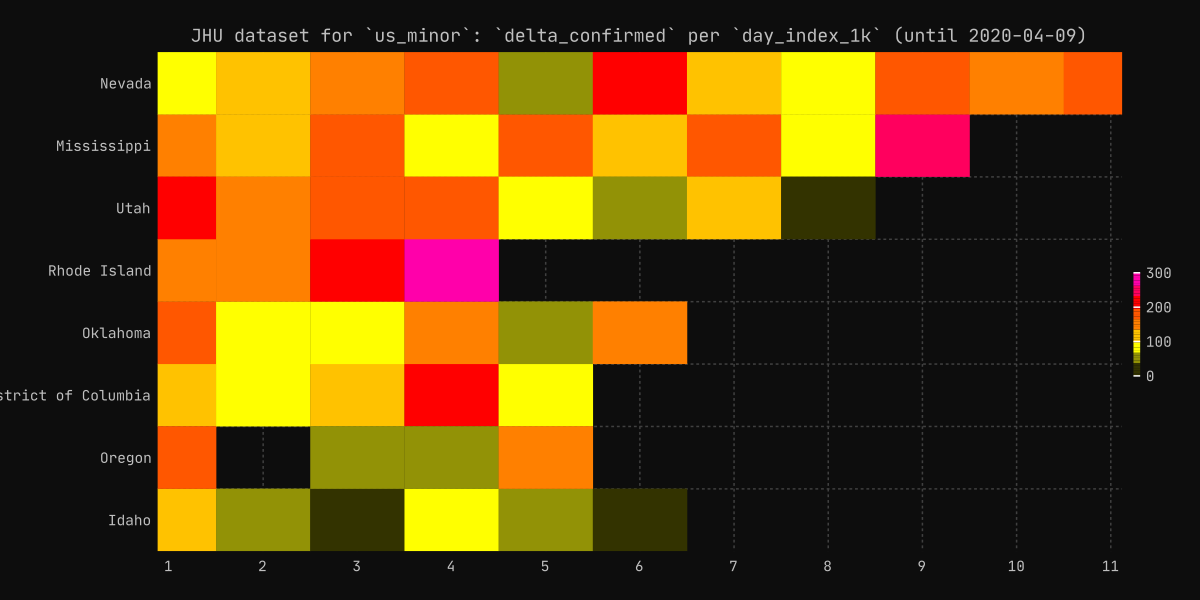 JHU dataset for `us_minor`: `delta_confirmed` per `day_index_1k` (until 2020-04-09)
Nevada
Mississippi
Utah
Rhode Island
Oklahoma
strict of Columbia
Oregon
Idaho
1 2 3 4 5 6 7 8 9 10 11
300
200
100
0